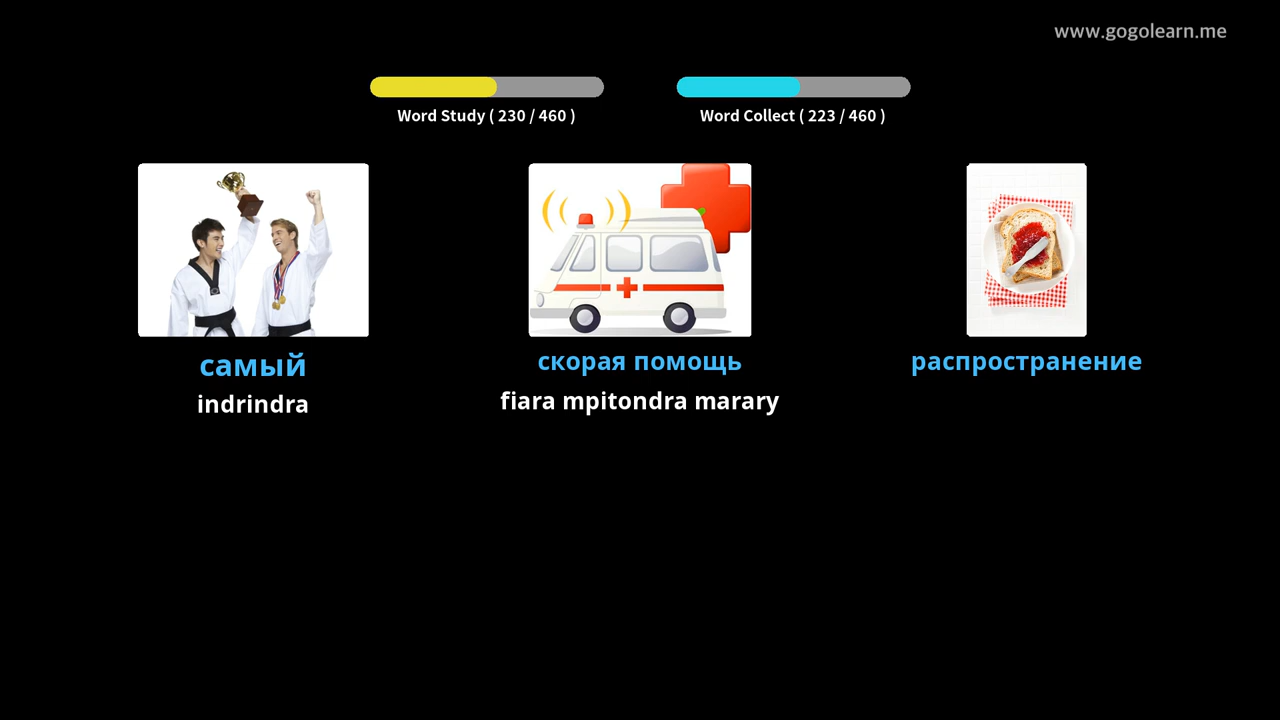 www.gogolearn.me
Word Study ( 230 / 460 )
Word Collect ( 223 / 460 )
самый
indrindra
скорая помощь
fiara mpitondra marary
распространение